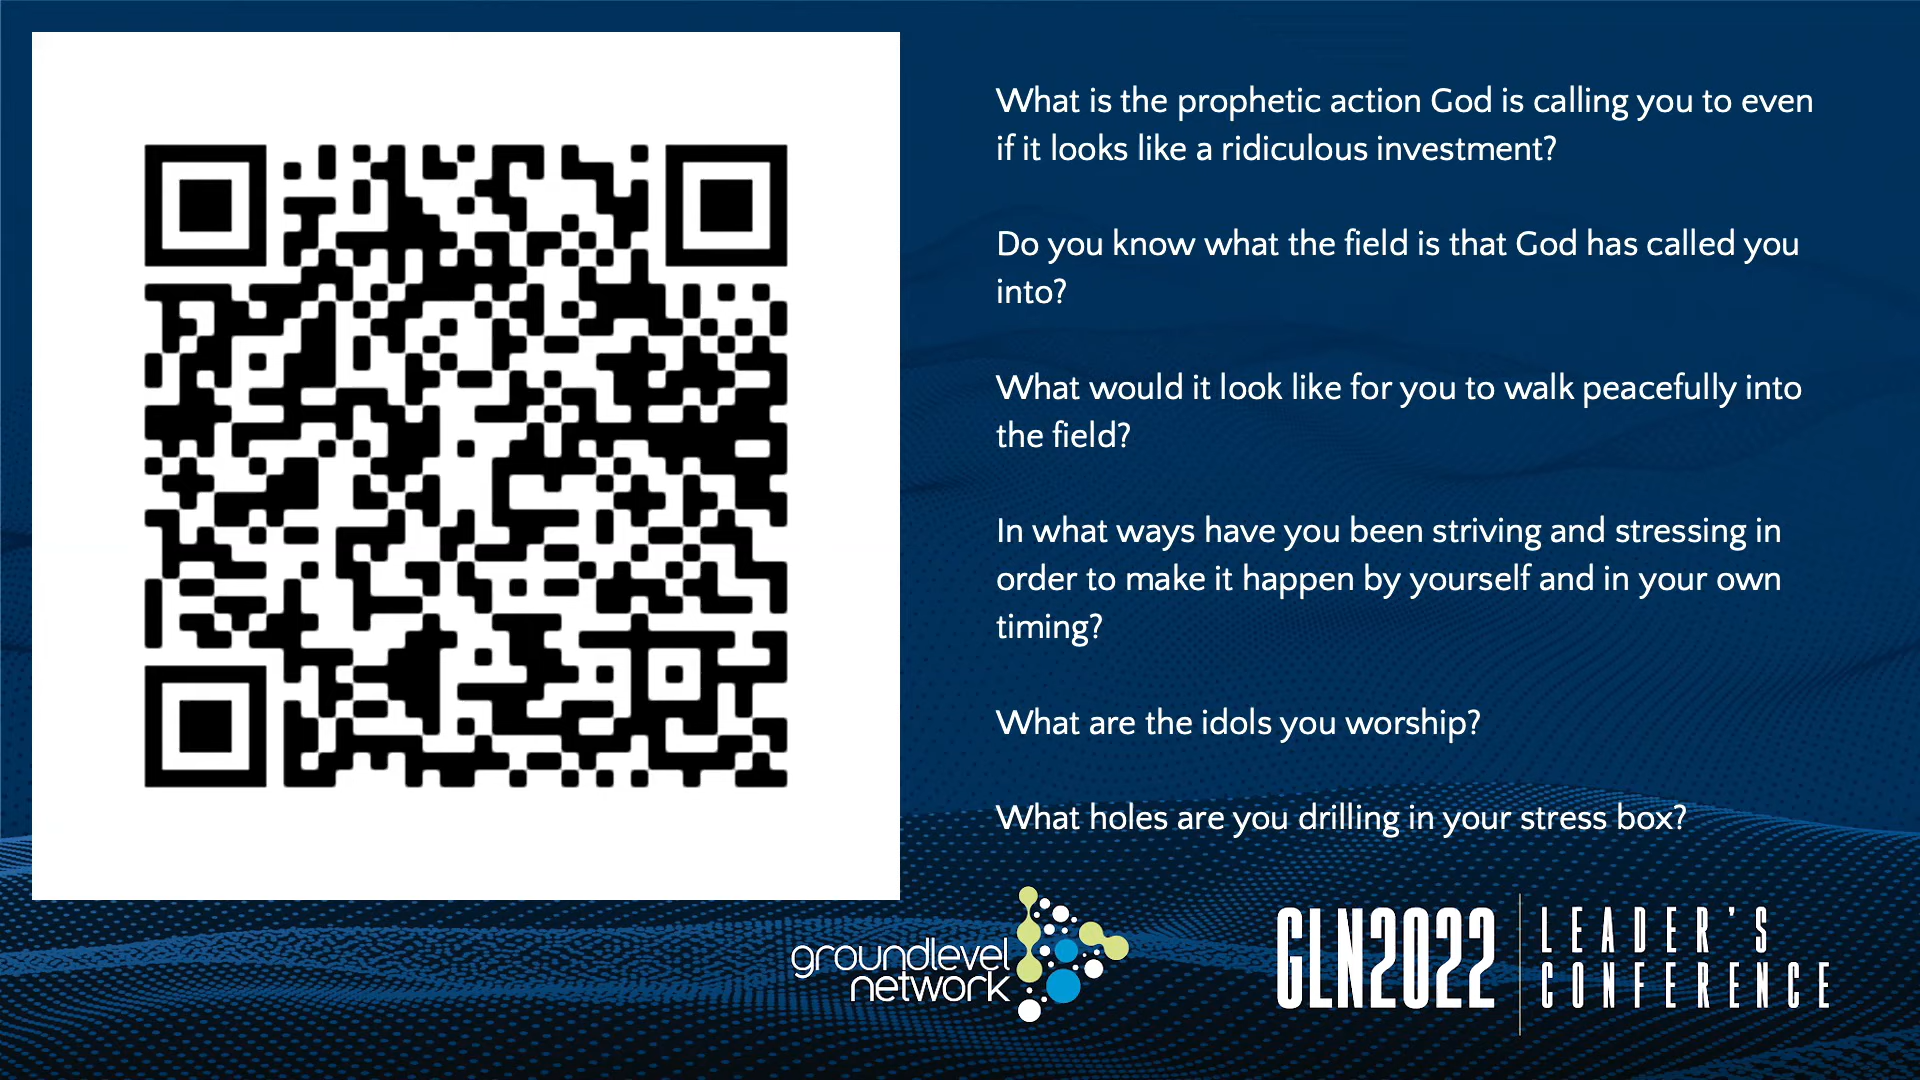 What is the prophetic action God is calling you to even
if it looks like a ridiculous investment?
Do you know what the field is that God has called you
into?
What would it look like for you to walk peacefully into
the field?
In what ways have you been striving and stressing in
order to make it happen by yourself and in your own
timing?
What are the idols you worship?
What holes are you drilling in your stress box?
groundlevel
network
GLN2022
LEADER'S
CONFERENCE